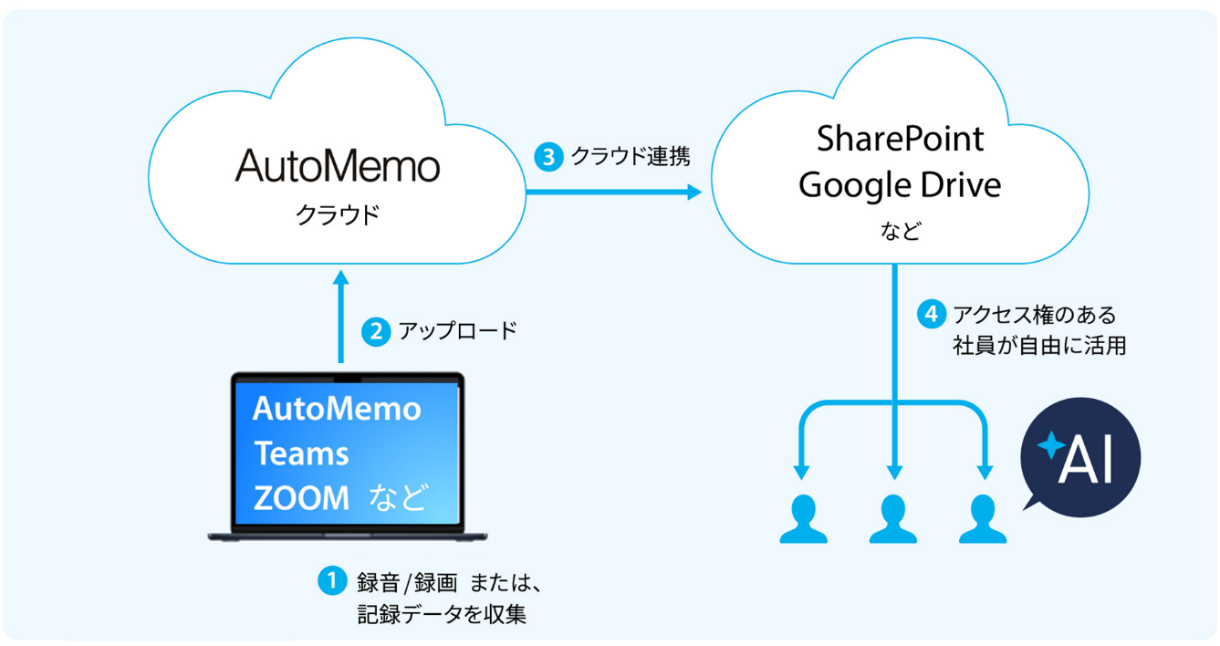 AutoMemo
クラウド
3 クラウド連携
SharePoint
Google Drive
など
2 アップロード
4 アクセス権のある
社員が自由に活用
AutoMemo
Teams
ZOOM など
AI
1 録音/録画 または、
記録データを収集